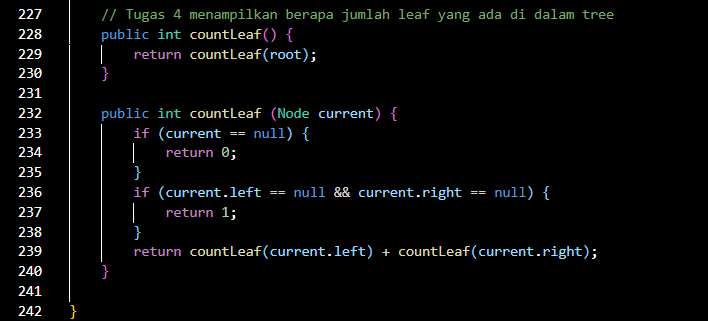 227 // Tugas 4 menampilkan berapa jumlah leaf yang ada di dalam tree
228 public int countLeaf() {
229 return countLeaf(root);
230 }
231
232 public int countLeaf (Node current) {
233 if (current == null) {
234 return 0;
235 }
236 if (current.left == null && current.right == null) {
237 return 1;
238 }
239 return countLeaf(current.left) + countLeaf(current.right);
240 }
241
242 }